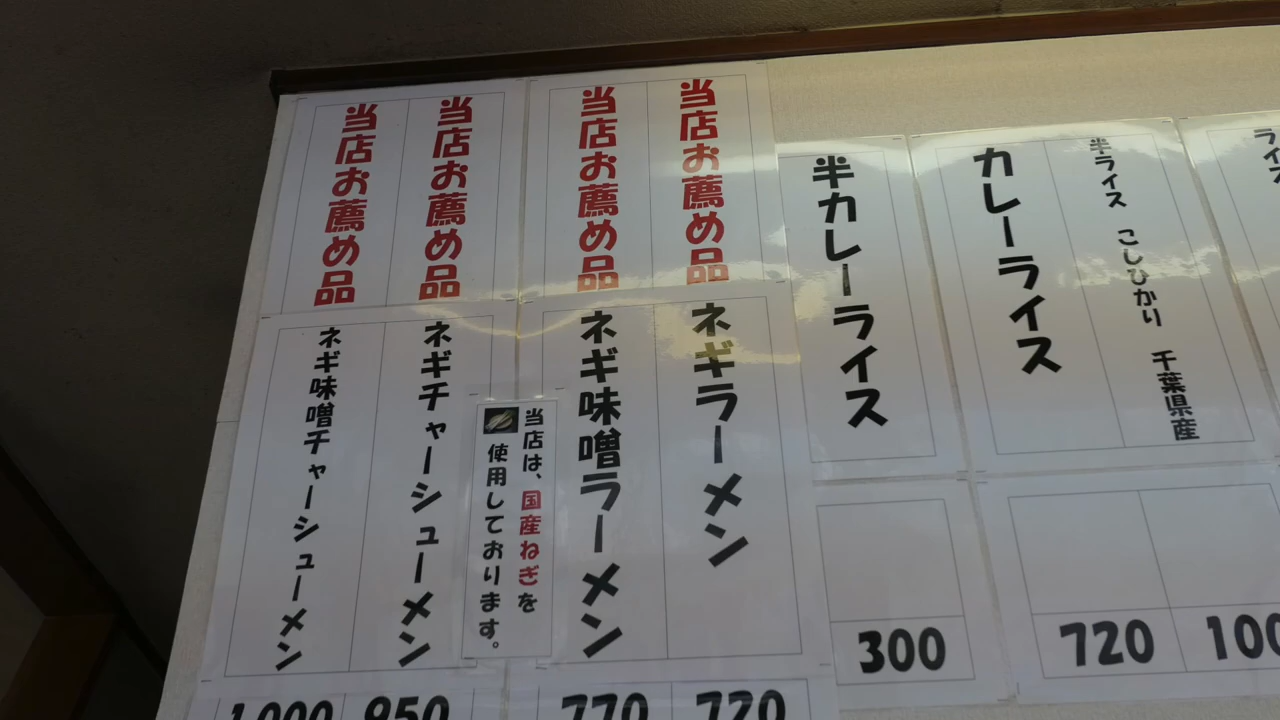 ライス
半ライス　こしひかり　千葉県産
100
カレーライス
720
半カレーライス
300
当店お薦め品
ネギラーメン
720
当店お薦め品
ネギ味噌ラーメン
770
当店は、国産ねぎを
使用しております。
当店お薦め品
ネギチャーシューメン
950
当店お薦め品
ネギ味噌チャーシューメン
1,000